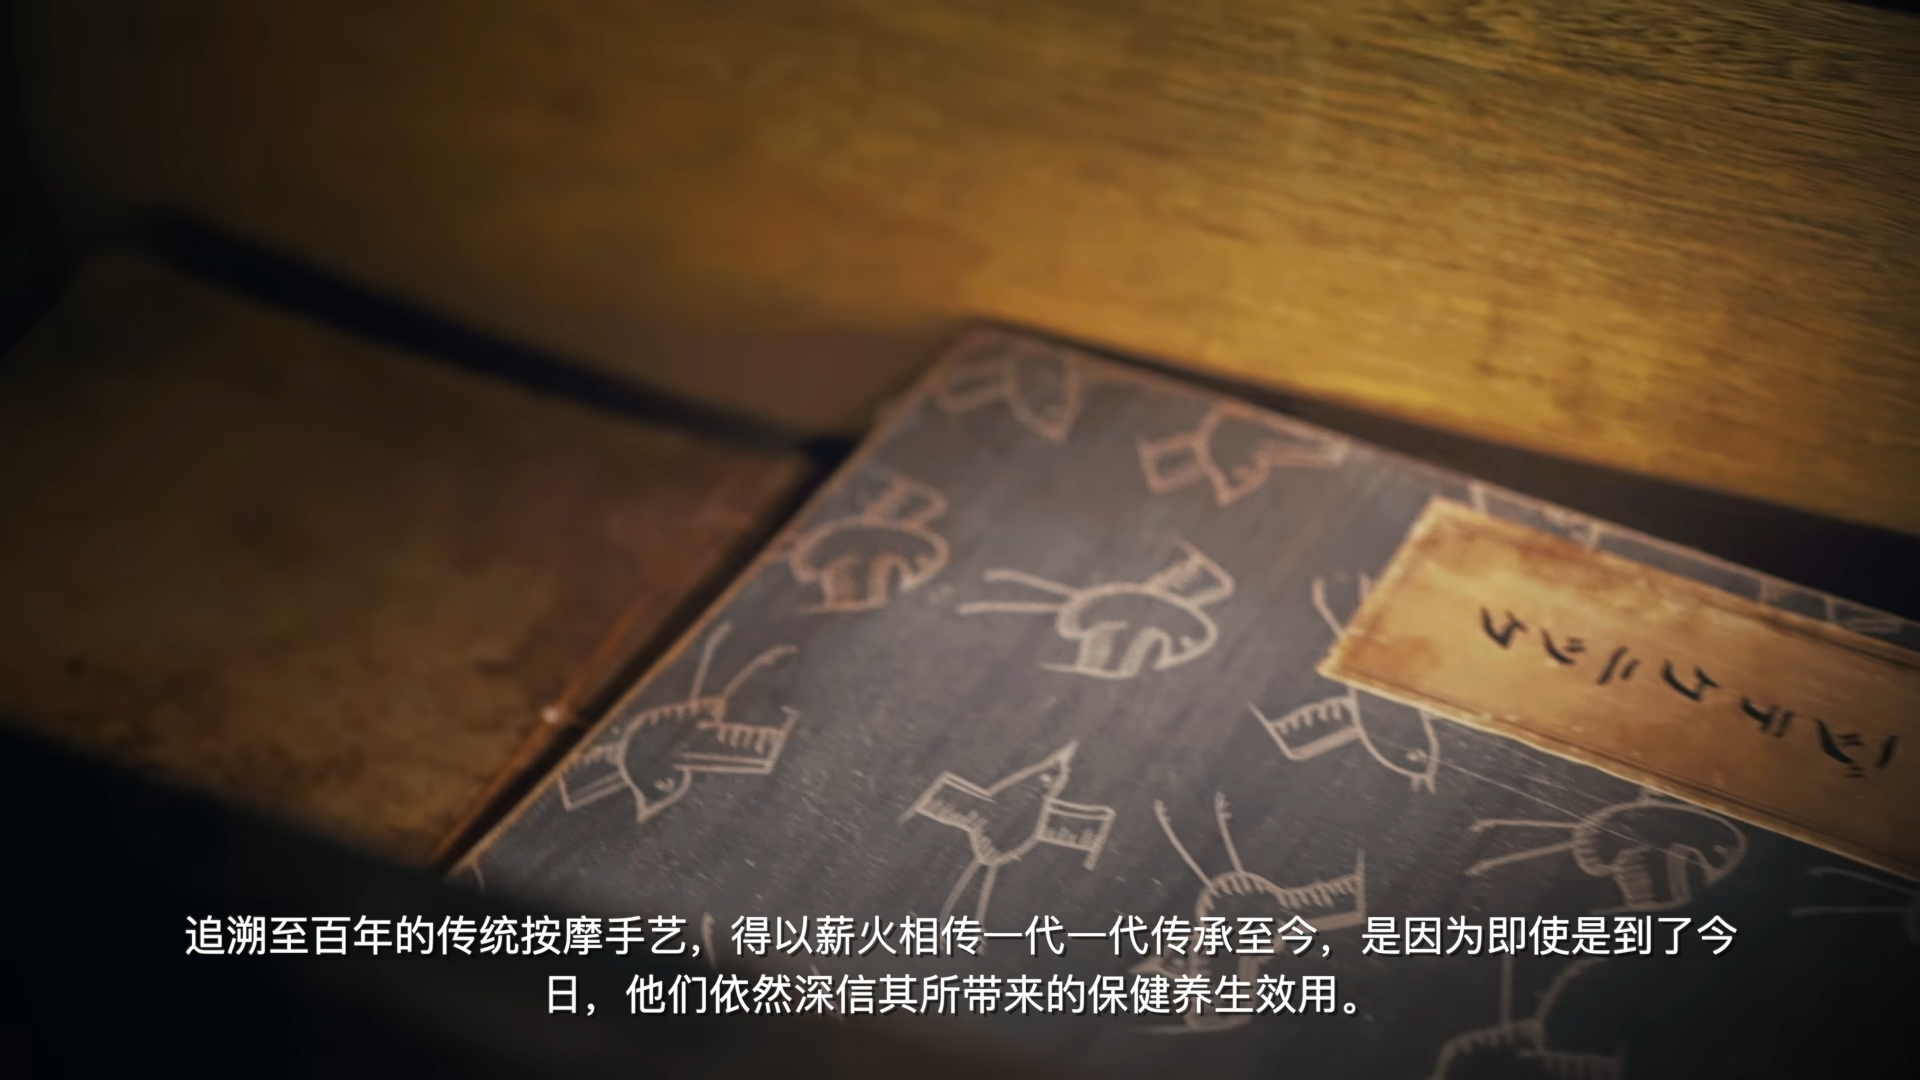 追溯至百年的传统按摩手艺，得以薪火相传一代一代传承至今，是因为即使是到了今
日，他们依然深信其所带来的保健养生效用。